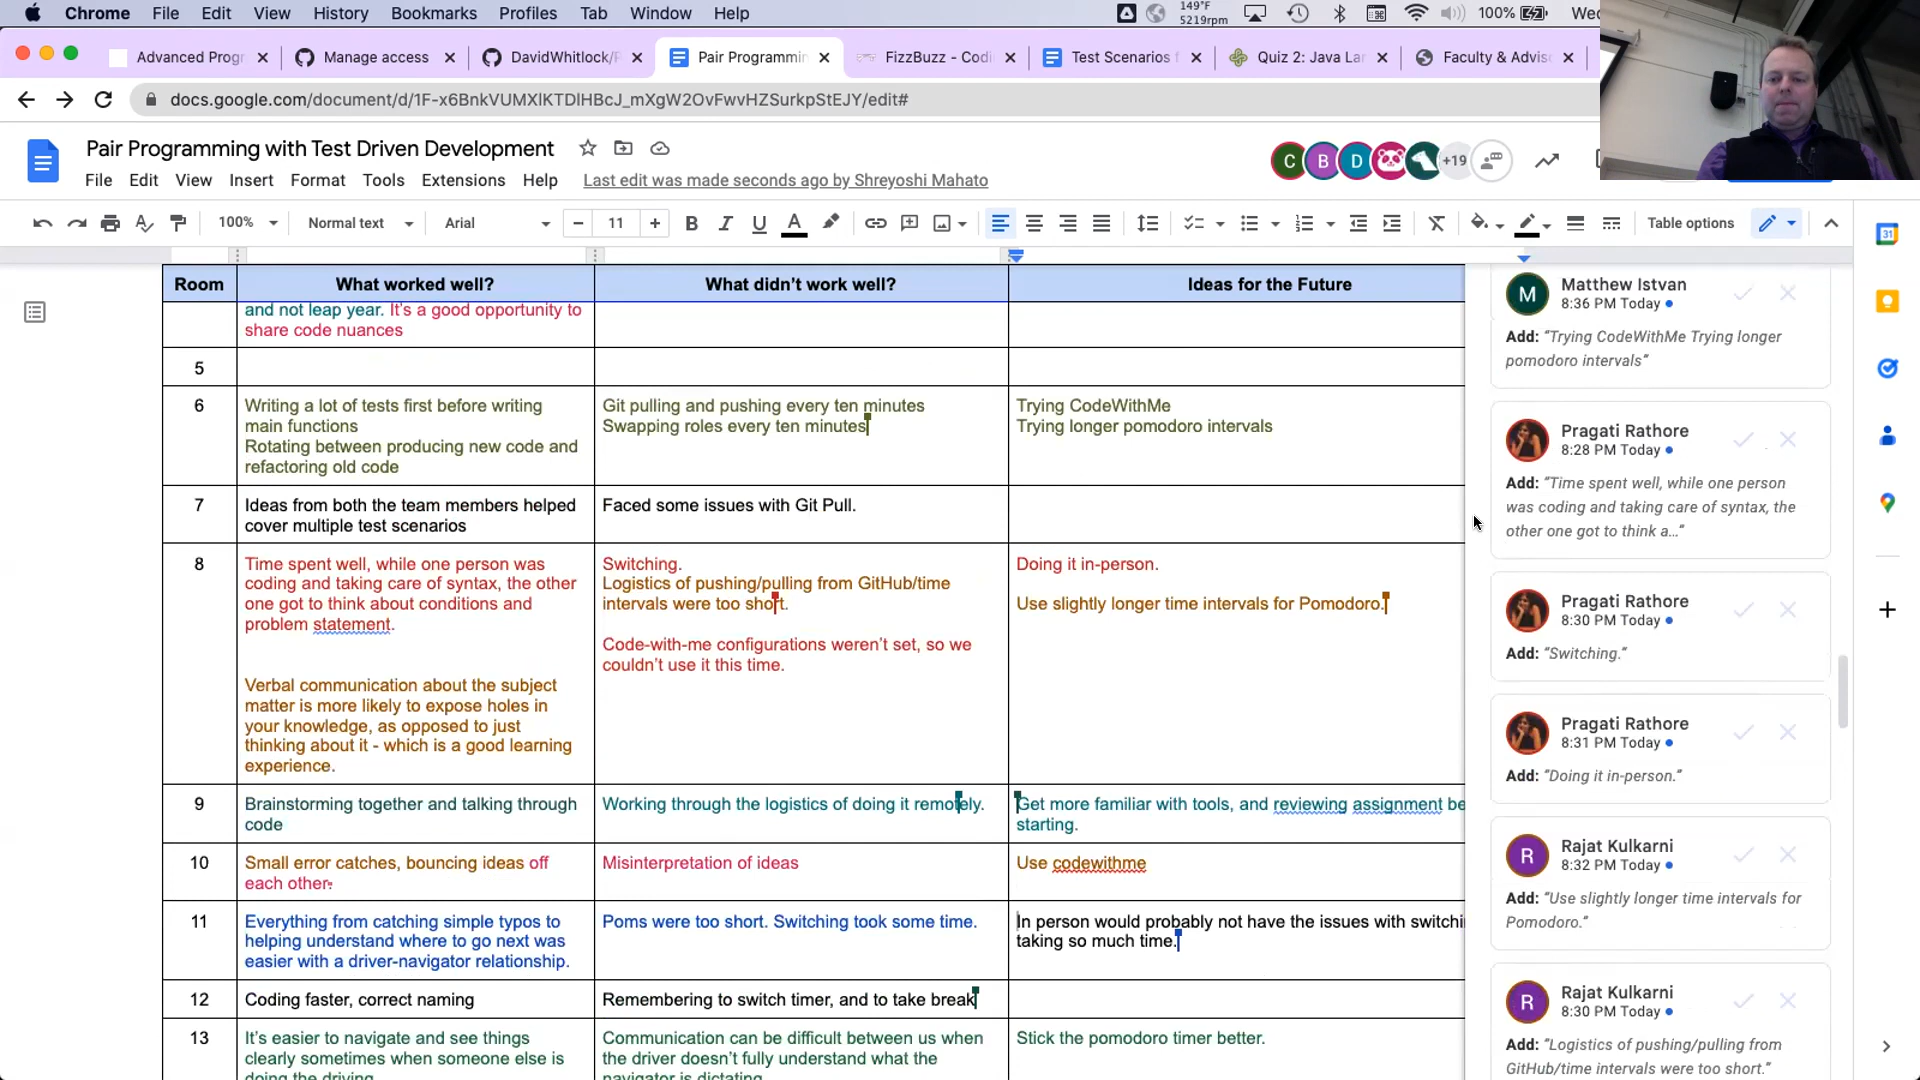 Chrome File Edit View History Bookmarks Profiles Tab Window Help 149°F 5219rpm 100% Wed
Advanced Progr Manage access DavidWhitlock/P Pair Programmin FizzBuzz - Codi Test Scenarios f Quiz 2: Java Lan Faculty & Advis
docs.google.com/document/d/1F-x6BnkVUMXIKTDlHBcJ_mXgW2OvFwvHZSurkpStEJY/edit#
Pair Programming with Test Driven Development
C B D +19
File Edit View Insert Format Tools Extensions Help Last edit was made seconds ago by Shreyoshi Mahato
100% Normal text Arial 11 B I U A Table options
31
Room What worked well? What didn't work well? Ideas for the Future
and not leap year. It's a good opportunity to
share code nuances
5
6 Writing a lot of tests first before writing
main functions
Rotating between producing new code and
refactoring old code
Git pulling and pushing every ten minutes
Swapping roles every ten minutes
Trying CodeWithMe
Trying longer pomodoro intervals
7 Ideas from both the team members helped
cover multiple test scenarios
Faced some issues with Git Pull.
8 Time spent well, while one person was
coding and taking care of syntax, the other
one got to think about conditions and
problem statement.
Verbal communication about the subject
matter is more likely to expose holes in
your knowledge, as opposed to just
thinking about it - which is a good learning
experience.
Switching.
Logistics of pushing/pulling from GitHub/time
intervals were too short.
Code-with-me configurations weren't set, so we
couldn't use it this time.
Doing it in-person.
Use slightly longer time intervals for Pomodoro.
9 Brainstorming together and talking through
code
Working through the logistics of doing it remotely.
Get more familiar with tools, and reviewing assignment be
starting.
10 Small error catches, bouncing ideas off
each other.
Misinterpretation of ideas
Use codewithme
11 Everything from catching simple typos to
helping understand where to go next was
easier with a driver-navigator relationship.
Poms were too short. Switching took some time.
In person would probably not have the issues with switchi
taking so much time.
12 Coding faster, correct naming
Remembering to switch timer, and to take break
13 It's easier to navigate and see things
clearly sometimes when someone else is
doing the driving
Communication can be difficult between us when
the driver doesn't fully understand what the
navigator is dictating
Stick the pomodoro timer better.
M Matthew Istvan
8:36 PM Today
Add: "Trying CodeWithMe Trying longer
pomodoro intervals"
Pragati Rathore
8:28 PM Today
Add: "Time spent well, while one person
was coding and taking care of syntax, the
other one got to think a..."
Pragati Rathore
8:30 PM Today
Add: "Switching."
Pragati Rathore
8:31 PM Today
Add: "Doing it in-person."
R Rajat Kulkarni
8:32 PM Today
Add: "Use slightly longer time intervals for
Pomodoro."
R Rajat Kulkarni
8:30 PM Today
Add: "Logistics of pushing/pulling from
GitHub/time intervals were too short."